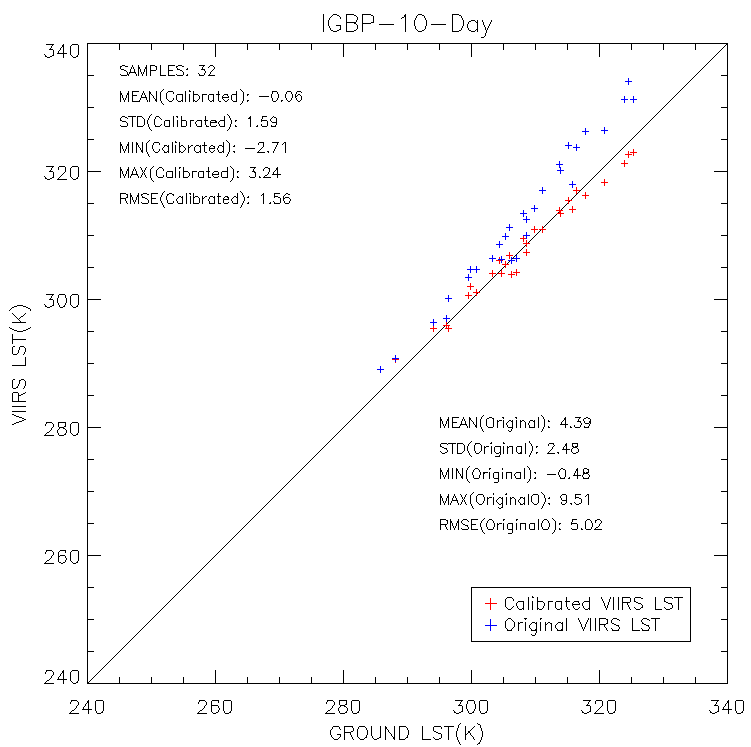 IGBP-10-Day
340
320
300
280
260
240
VIIRS LST(K)
SAMPLES: 32
MEAN(Calibrated): -0.06
STD(Calibrated): 1.59
MIN(Calibrated): -2.71
MAX(Calibrated): 3.24
RMSE(Calibrated): 1.56
MEAN(Original): 4.39
STD(Original): 2.48
MIN(Original): -0.48
MAX(OriginalO): 9.51
RMSE(OriginalO): 5.02
+ Calibrated VIIRS LST
+ Original VIIRS LST
240 260 280 300 320 340
GROUND LST(K)